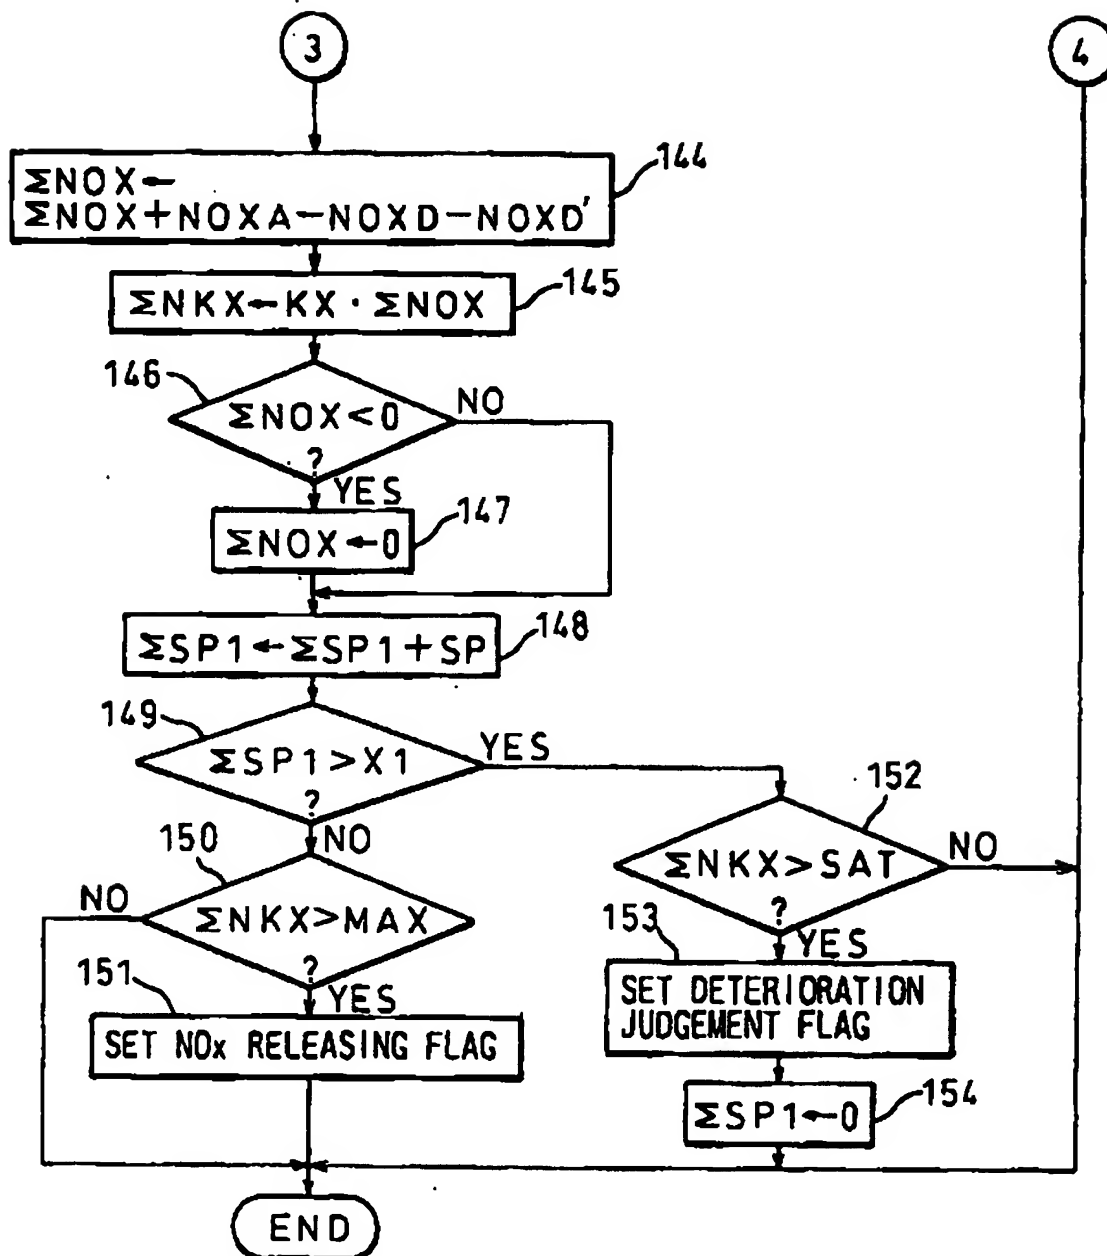 3
4
144
ΣNOX←
ΣNOX+NOXA−NOXD−NOXD'
145
ΣNKX←KX・ΣNOX
146
ΣNOX<0
?
NO
YES
147
ΣNOX←0
148
ΣSP1←ΣSP1+SP
149
ΣSP1>X1
?
YES
NO
152
ΣNKX>SAT
?
NO
YES
150
ΣNKX>MAX
?
NO
YES
153
SET DETERIORATION
JUDGEMENT FLAG
151
SET NOx RELEASING FLAG
154
ΣSP1←0
END